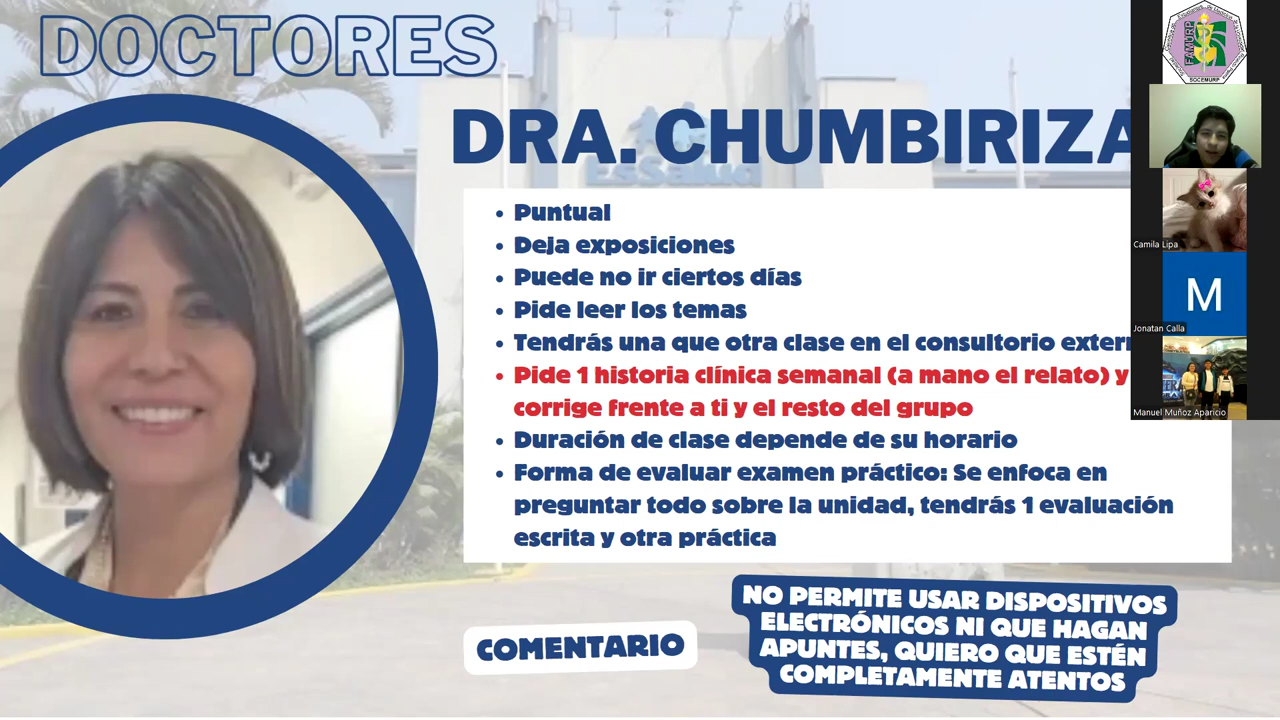 DOCTORES
DRA. CHUMBIRIZA
EsSalud
• Puntual
• Deja exposiciones
• Puede no ir ciertos días
• Pide leer los temas
• Tendrás una que otra clase en el consultorio extern
• Pide 1 historia clínica semanal (a mano el relato) y
corrige frente a ti y el resto del grupo
• Duración de clase depende de su horario
• Forma de evaluar examen práctico: Se enfoca en
preguntar todo sobre la unidad, tendrás 1 evaluación
escrita y otra práctica
COMENTARIO
NO PERMITE USAR DISPOSITIVOS
ELECTRÓNICOS NI QUE HAGAN
APUNTES, QUIERO QUE ESTÉN
COMPLETAMENTE ATENTOS
FAMURP
SOCEMURP
Camila Lipa
M
Jonatan Calla
Manuel Muñoz Aparicio